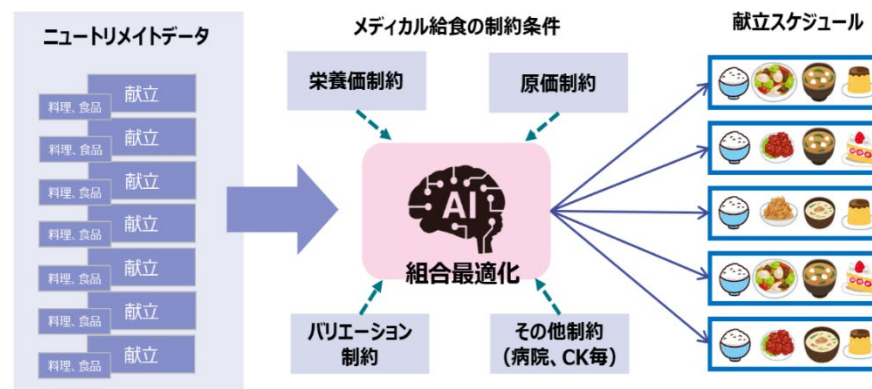 ニュートリメイトデータ
献立
料理、食品
献立
料理、食品
献立
料理、食品
献立
料理、食品
献立
料理、食品
献立
料理、食品
献立
料理、食品
メディカル給食の制約条件
栄養価制約
原価制約
AI
組合最適化
バリエーション
制約
その他制約
(病院、CK毎)
献立スケジュール